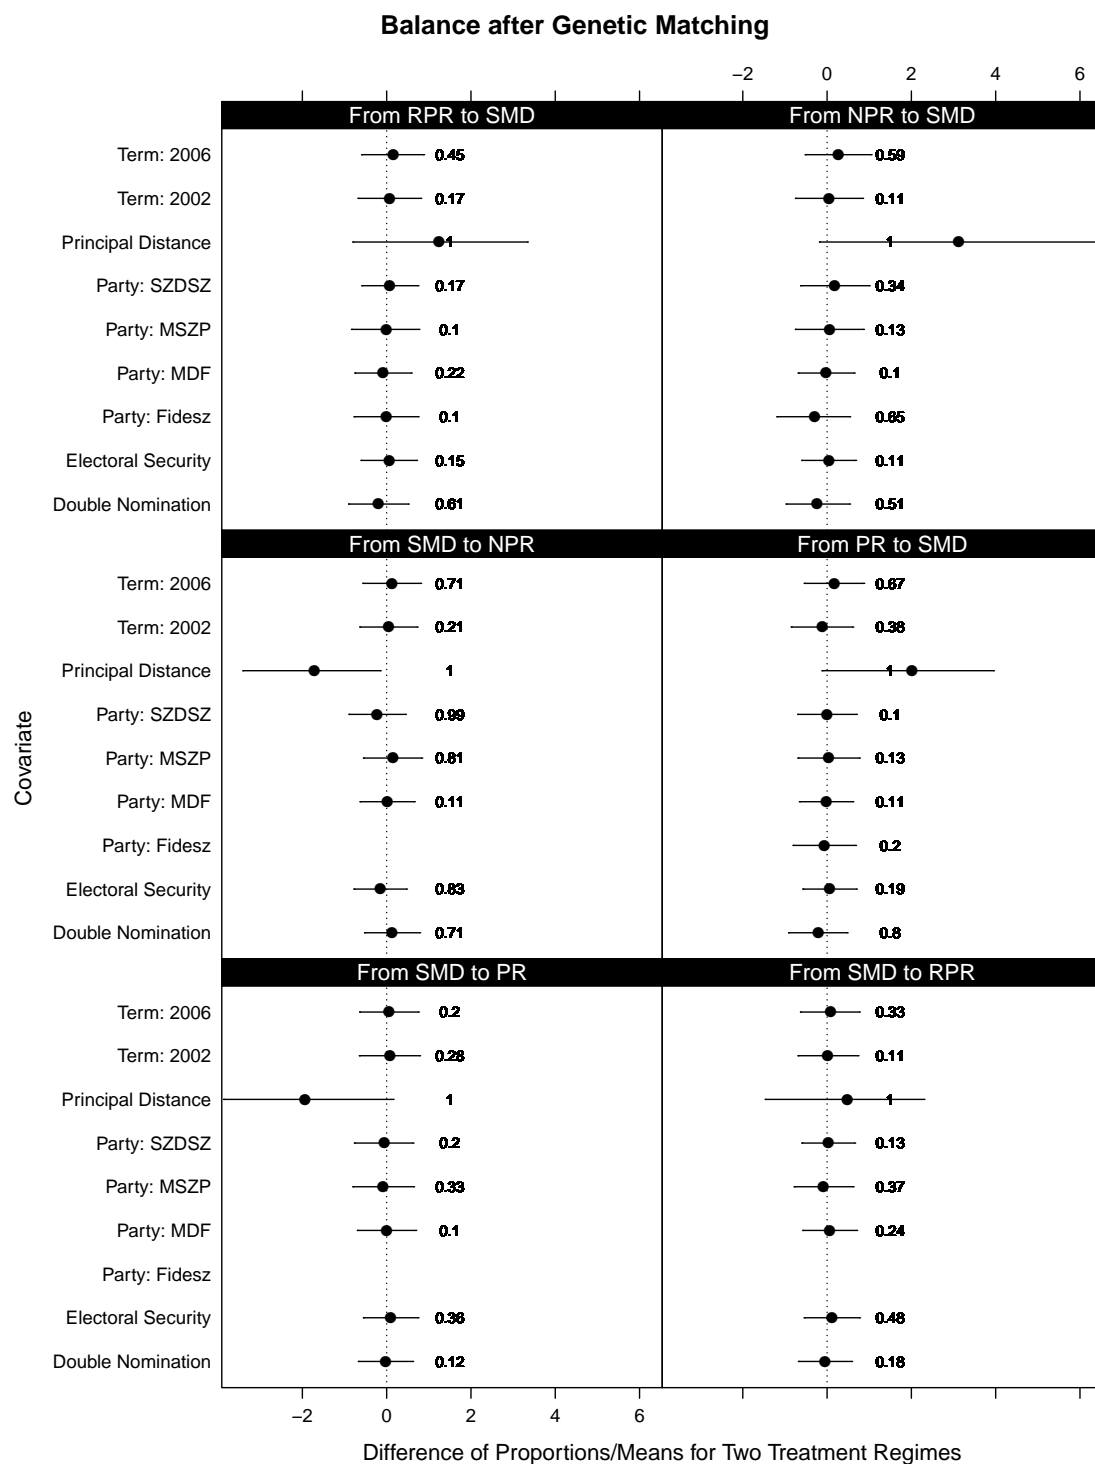 Balance after Genetic Matching
−2 0 2 4 6
From RPR to SMD From NPR to SMD
Term: 2006 0.45 0.59
Term: 2002 0.17 0.11
Principal Distance 1 1
Party: SZDSZ 0.17 0.34
Party: MSZP 0.1 0.13
Party: MDF 0.22 0.1
Party: Fidesz 0.1 0.65
Electoral Security 0.15 0.11
Double Nomination 0.61 0.51
From SMD to NPR From PR to SMD
Term: 2006 0.71 0.67
Term: 2002 0.21 0.38
Principal Distance 1 1
Party: SZDSZ 0.99 0.1
Party: MSZP 0.81 0.13
Party: MDF 0.11 0.11
Party: Fidesz 0.2
Electoral Security 0.83 0.19
Double Nomination 0.71 0.8
Covariate
From SMD to PR From SMD to RPR
Term: 2006 0.2 0.33
Term: 2002 0.28 0.11
Principal Distance 1 1
Party: SZDSZ 0.2 0.13
Party: MSZP 0.33 0.37
Party: MDF 0.1 0.24
Party: Fidesz
Electoral Security 0.36 0.48
Double Nomination 0.12 0.18
−2 0 2 4 6 −2 0 2 4 6
Difference of Proportions/Means for Two Treatment Regimes